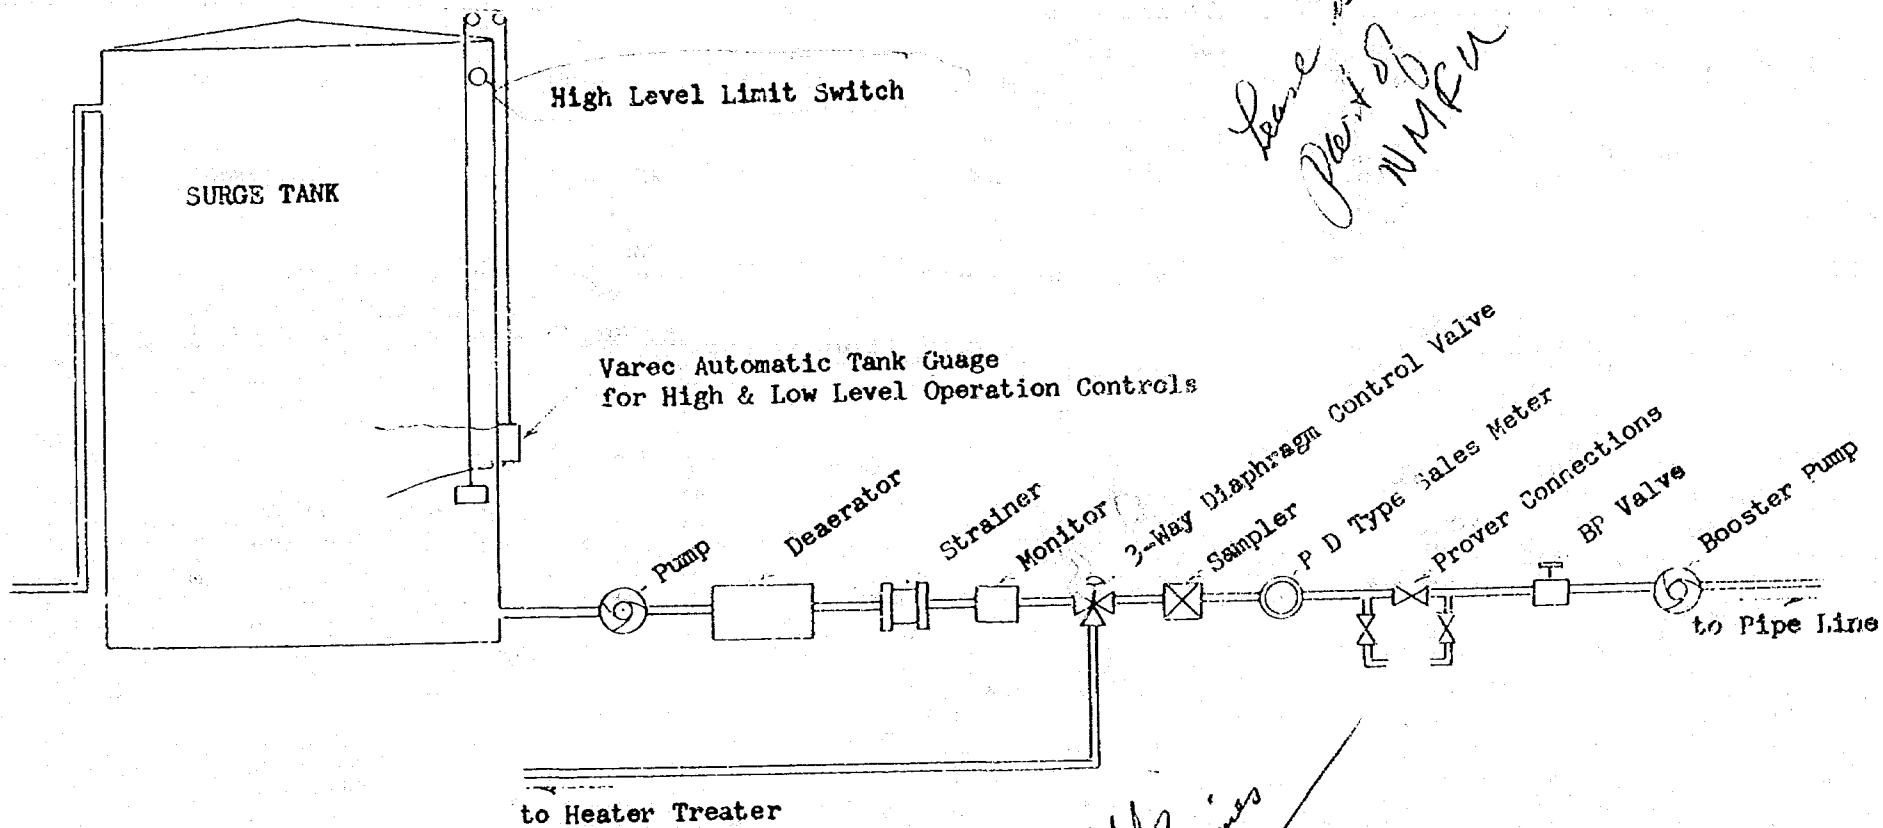 High Level Limit Switch
SURGE TANK
Varec Automatic Tank Guage
for High & Low Level Operation Controls
Pump
Deaerator
Strainer
Monitor
3-Way Diaphragm Control Valve
Sampler
P D Type Sales Meter
Prover Connections
BP Valve
Booster Pump
to Pipe Line
to Heater Treater
Lease
NMFU